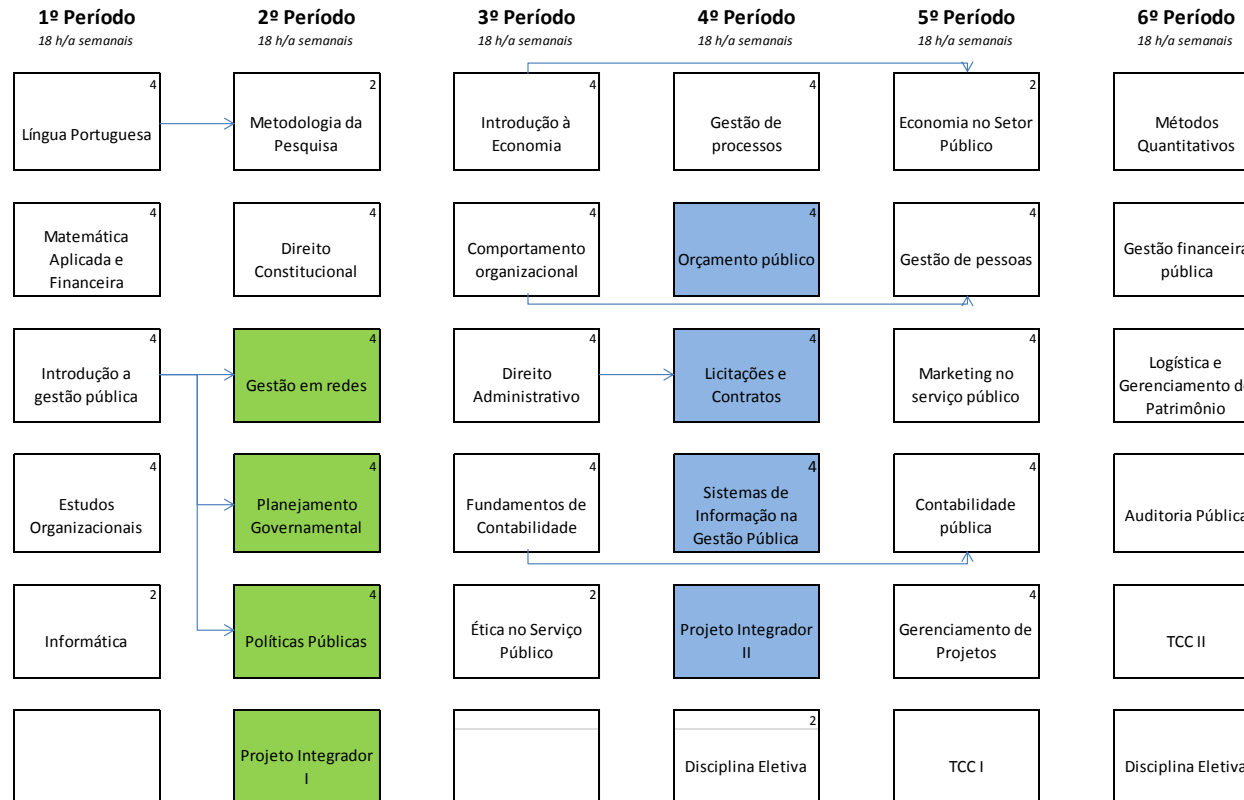 1º Período
2º Período
3º Período
4º Período
5º Período
6º Período
18 h/a semanais
18 h/a semanais
18 h/a semanais
18 h/a semanais
18 h/a semanais
18 h/a semanais
4
Língua Portuguesa
2
Metodologia da
Pesquisa
4
Introdução à
Economia
4
Gestão de
processos
2
Economia no Setor
Público
Métodos
Quantitativos
4
Matemática
Aplicada e
Financeira
4
Direito
Constitucional
4
Comportamento
organizacional
4
Orçamento público
4
Gestão de pessoas
Gestão financeira
pública
4
Introdução a
gestão pública
4
Gestão em redes
4
Direito
Administrativo
4
Licitações e
Contratos
4
Marketing no
serviço público
Logística e
Gerenciamento d
Patrimônio
4
Estudos
Organizacionais
4
Planejamento
Governamental
4
Fundamentos de
Contabilidade
4
Sistemas de
Informação na
Gestão Pública
4
Contabilidade
pública
Auditoria Pública
2
Informática
4
Políticas Públicas
2
Ética no Serviço
Público
Projeto Integrador
II
4
Gerenciamento de
Projetos
TCC II
Projeto Integrador
I
2
Disciplina Eletiva
TCC I
Disciplina Eletiva